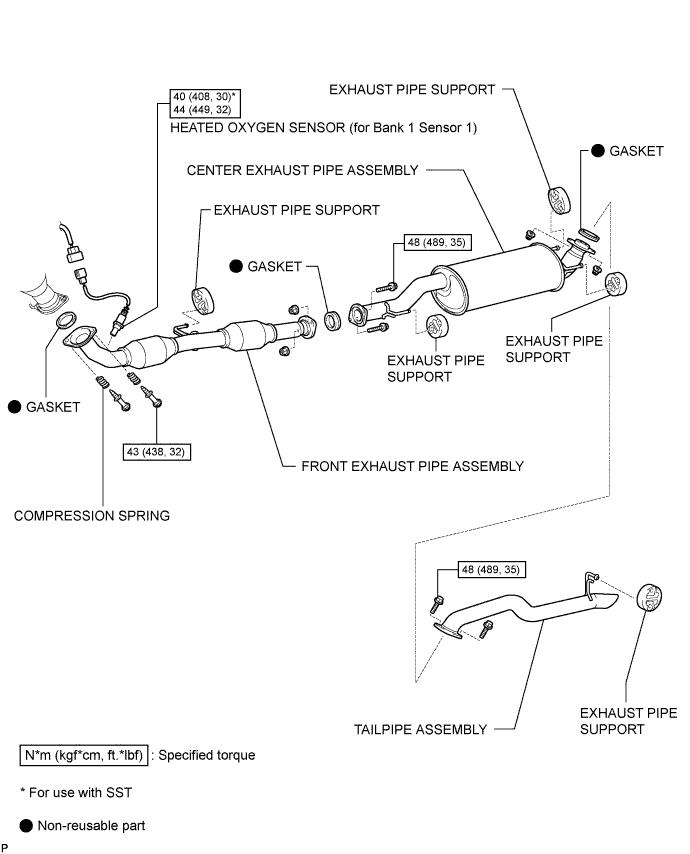 EXHAUST PIPE SUPPORT
40 (408, 30)*
44 (449, 32)
HEATED OXYGEN SENSOR (for Bank 1 Sensor 1)
GASKET
CENTER EXHAUST PIPE ASSEMBLY
EXHAUST PIPE SUPPORT
48 (489, 35)
GASKET
EXHAUST PIPE
SUPPORT
EXHAUST PIPE
SUPPORT
GASKET
43 (438, 32)
FRONT EXHAUST PIPE ASSEMBLY
COMPRESSION SPRING
48 (489, 35)
EXHAUST PIPE
SUPPORT
TAILPIPE ASSEMBLY
N*m (kgf*cm, ft.*lbf) : Specified torque
* For use with SST
Non-reusable part
P